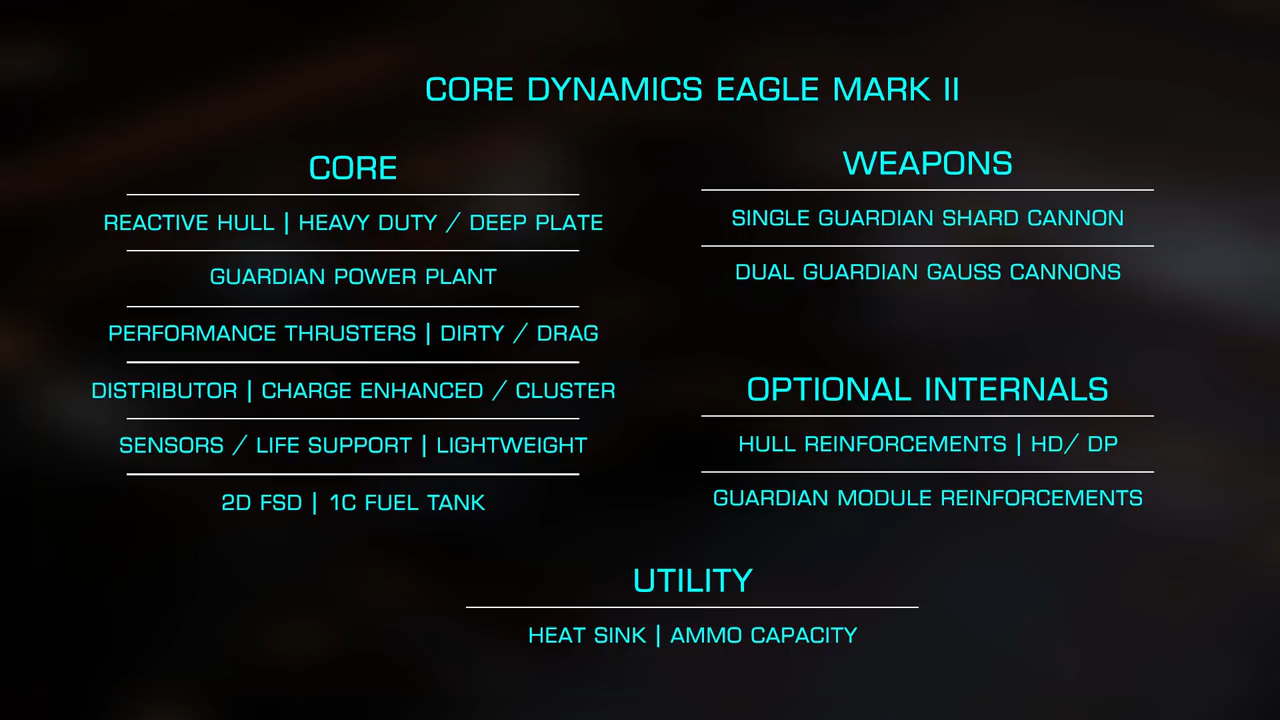 CORE DYNAMICS EAGLE MARK II
CORE
REACTIVE HULL | HEAVY DUTY / DEEP PLATE
GUARDIAN POWER PLANT
PERFORMANCE THRUSTERS | DIRTY / DRAG
DISTRIBUTOR | CHARGE ENHANCED / CLUSTER
SENSORS / LIFE SUPPORT | LIGHTWEIGHT
2D FSD | 1C FUEL TANK
WEAPONS
SINGLE GUARDIAN SHARD CANNON
DUAL GUARDIAN GAUSS CANNONS
OPTIONAL INTERNALS
HULL REINFORCEMENTS | HD/ DP
GUARDIAN MODULE REINFORCEMENTS
UTILITY
HEAT SINK | AMMO CAPACITY